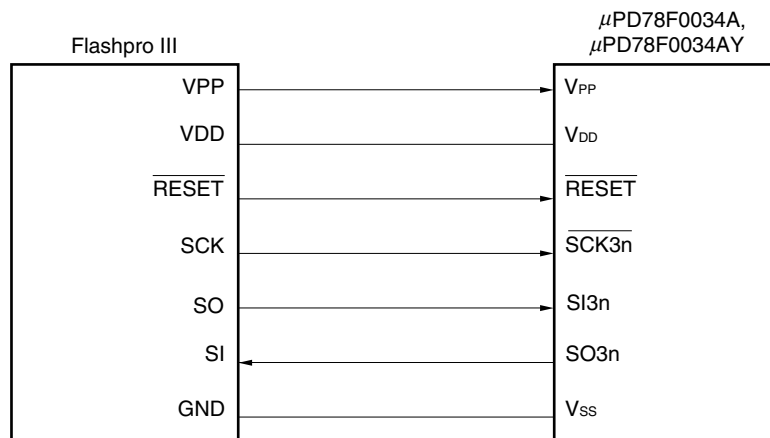 μPD78F0034A,
μPD78F0034AY
Flashpro III
VPP VPP
VDD VDD
RESET RESET
SCK SCK3n
SO SI3n
SI SO3n
GND VSS